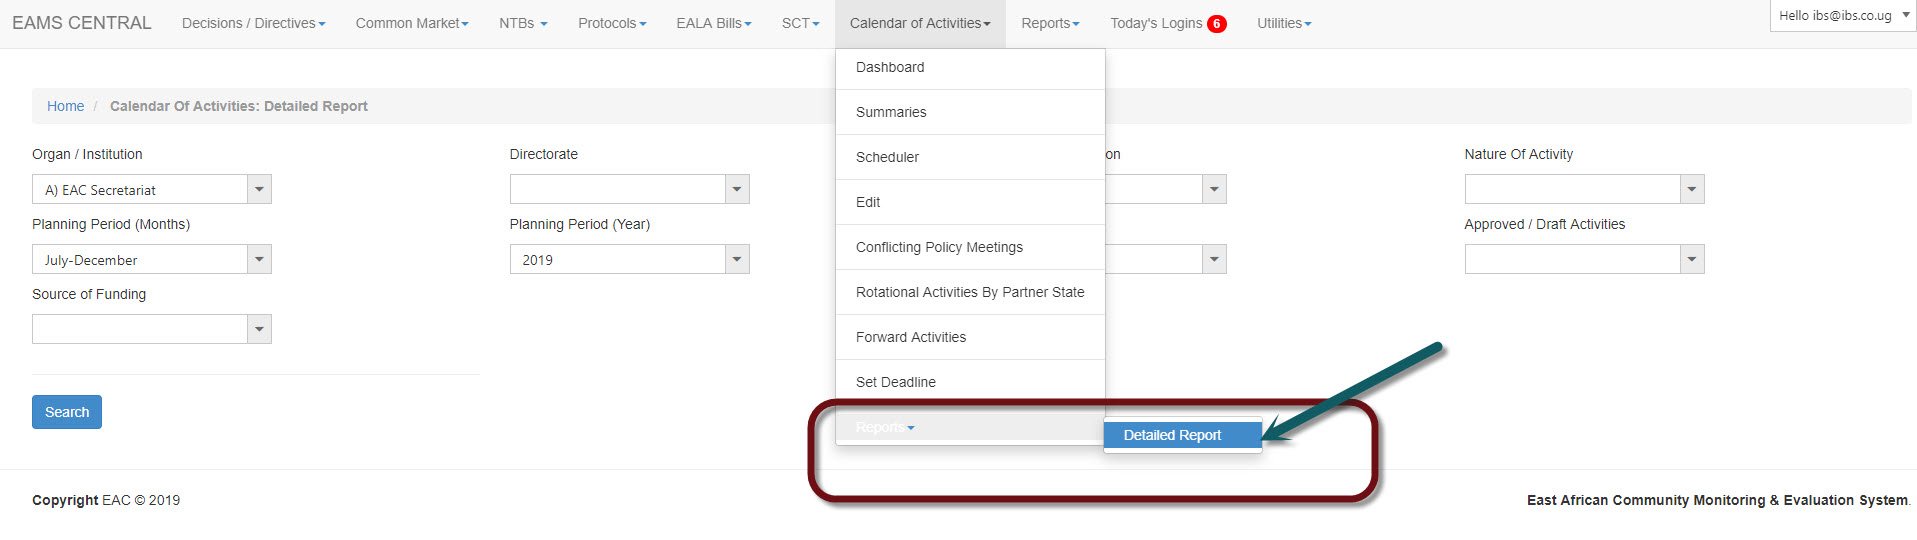 EAMS CENTRAL Decisions / Directives Common Market NTBs Protocols EALA Bills SCT Calendar of Activities Reports Today's Logins 6 Utilities Hello ibs@ibs.co.ug
Dashboard
Summaries
Scheduler
Edit
Conflicting Policy Meetings
Rotational Activities By Partner State
Forward Activities
Set Deadline
Reports
Detailed Report
Home / Calendar Of Activities: Detailed Report
Organ / Institution Directorate on Nature Of Activity
A) EAC Secretariat
Planning Period (Months) Planning Period (Year) Approved / Draft Activities
July-December 2019
Source of Funding
Search
Copyright EAC © 2019 East African Community Monitoring & Evaluation System.